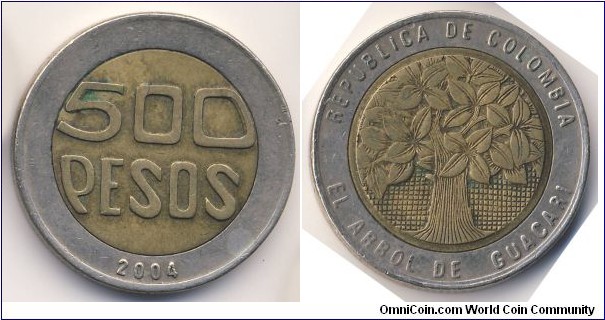 500
PESOS
2004
REPUBLICA DE COLOMBIA
EL ARBOL DE GUACARI
OmniCoin.com World Coin Community